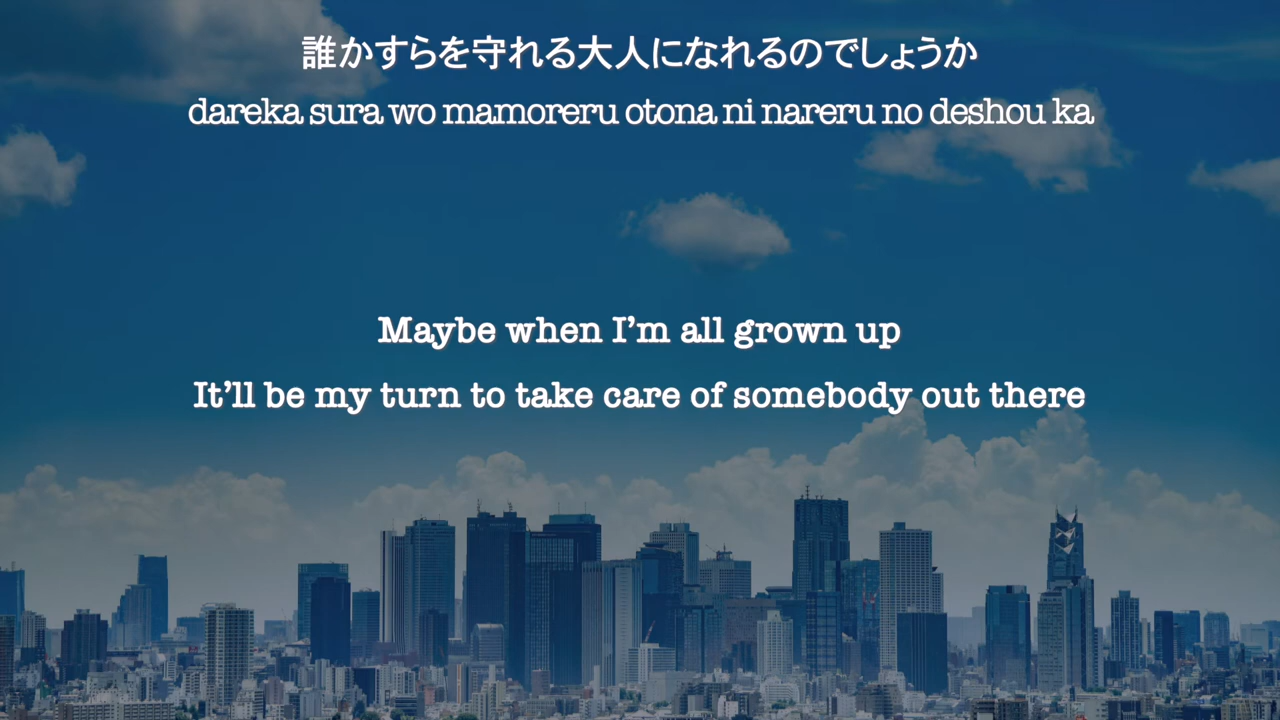 誰かすらを守れる大人になれるのでしょうか
dareka sura wo mamoreru otona ni nareru no deshou ka
Maybe when I’m all grown up
It’ll be my turn to take care of somebody out there